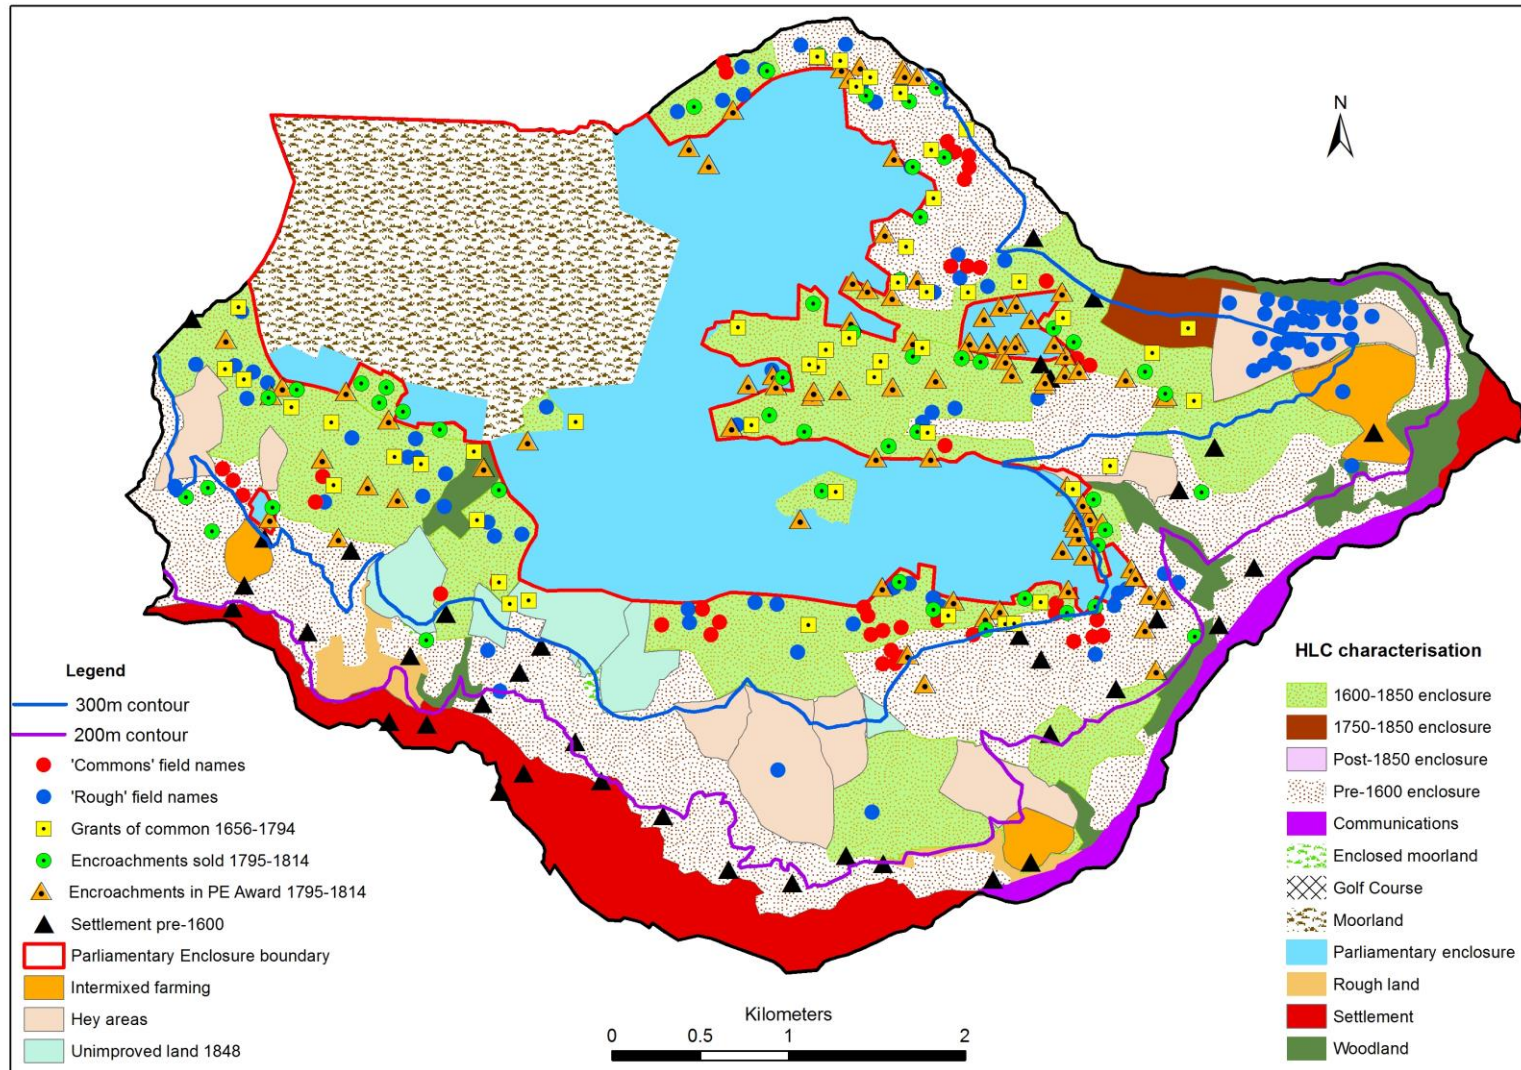 N
Legend
300m contour
200m contour
'Commons' field names
'Rough' field names
Grants of common 1656-1794
Encroachments sold 1795-1814
Encroachments in PE Award 1795-1814
Settlement pre-1600
Parliamentary Enclosure boundary
Intermixed farming
Hey areas
Unimproved land 1848
Kilometers
0 0.5 1 2
HLC characterisation
1600-1850 enclosure
1750-1850 enclosure
Post-1850 enclosure
Pre-1600 enclosure
Communications
Enclosed moorland
Golf Course
Moorland
Parliamentary enclosure
Rough land
Settlement
Woodland